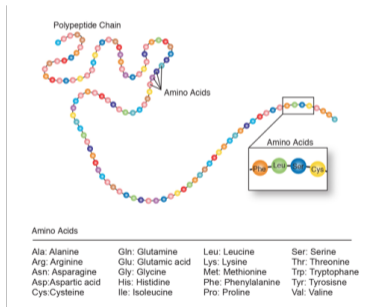 Polypeptide Chain
Amino Acids
Amino Acids
Phe Leu Cys
Amino Acids
Ala: Alanine
Arg: Arginine
Asn: Asparagine
Asp:Aspartic acid
Cys:Cysteine
Gln: Glutamine
Glu: Glutamic acid
Gly: Glycine
His: Histidine
Ile: Isoleucine
Leu: Leucine
Lys: Lysine
Met: Methionine
Phe: Phenylalanine
Pro: Proline
Ser: Serine
Thr: Threonine
Trp: Tryptophane
Tyr: Tyrosisne
Val: Valine